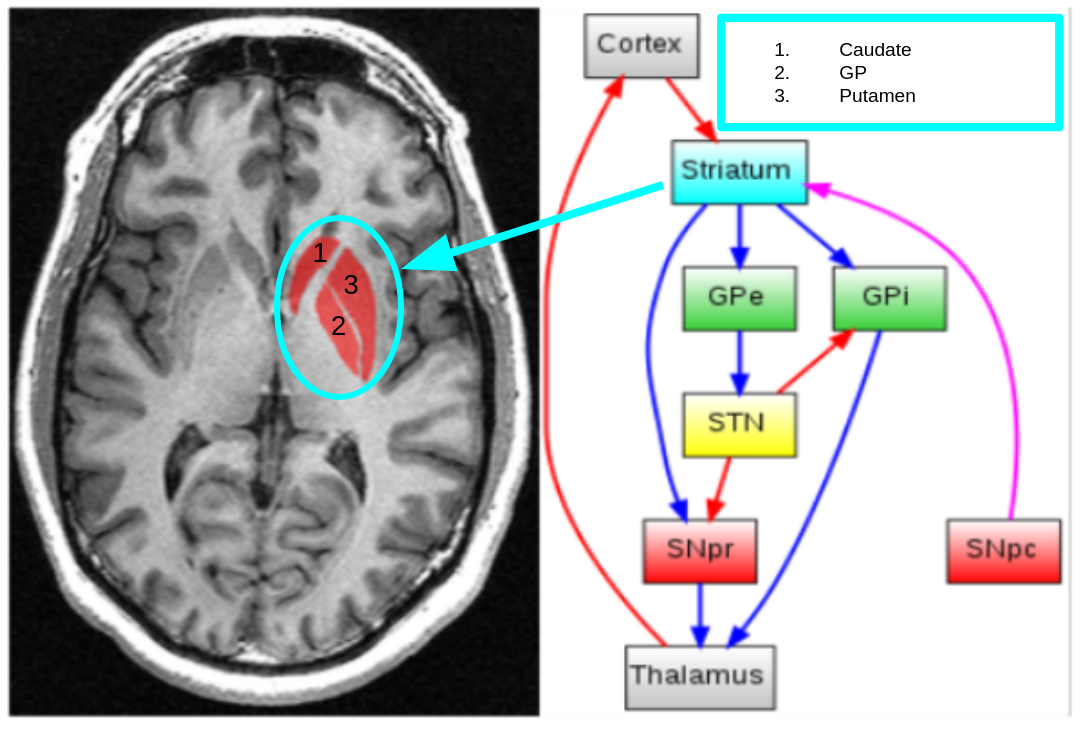 Cortex
1. Caudate
2. GP
3. Putamen
Striatum
1
3
2
GPe
GPi
STN
SNpr
SNpc
Thalamus